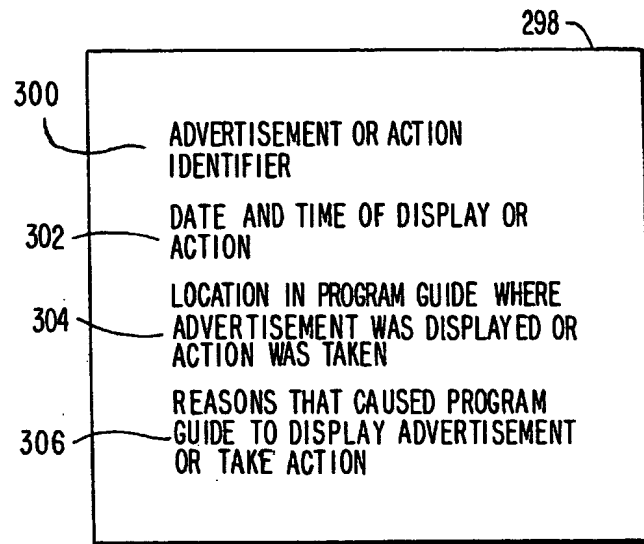 298
300
ADVERTISEMENT OR ACTION
IDENTIFIER
302
DATE AND TIME OF DISPLAY OR
ACTION
304
LOCATION IN PROGRAM GUIDE WHERE
ADVERTISEMENT WAS DISPLAYED OR
ACTION WAS TAKEN
306
REASONS THAT CAUSED PROGRAM
GUIDE TO DISPLAY ADVERTISEMENT
OR TAKE ACTION